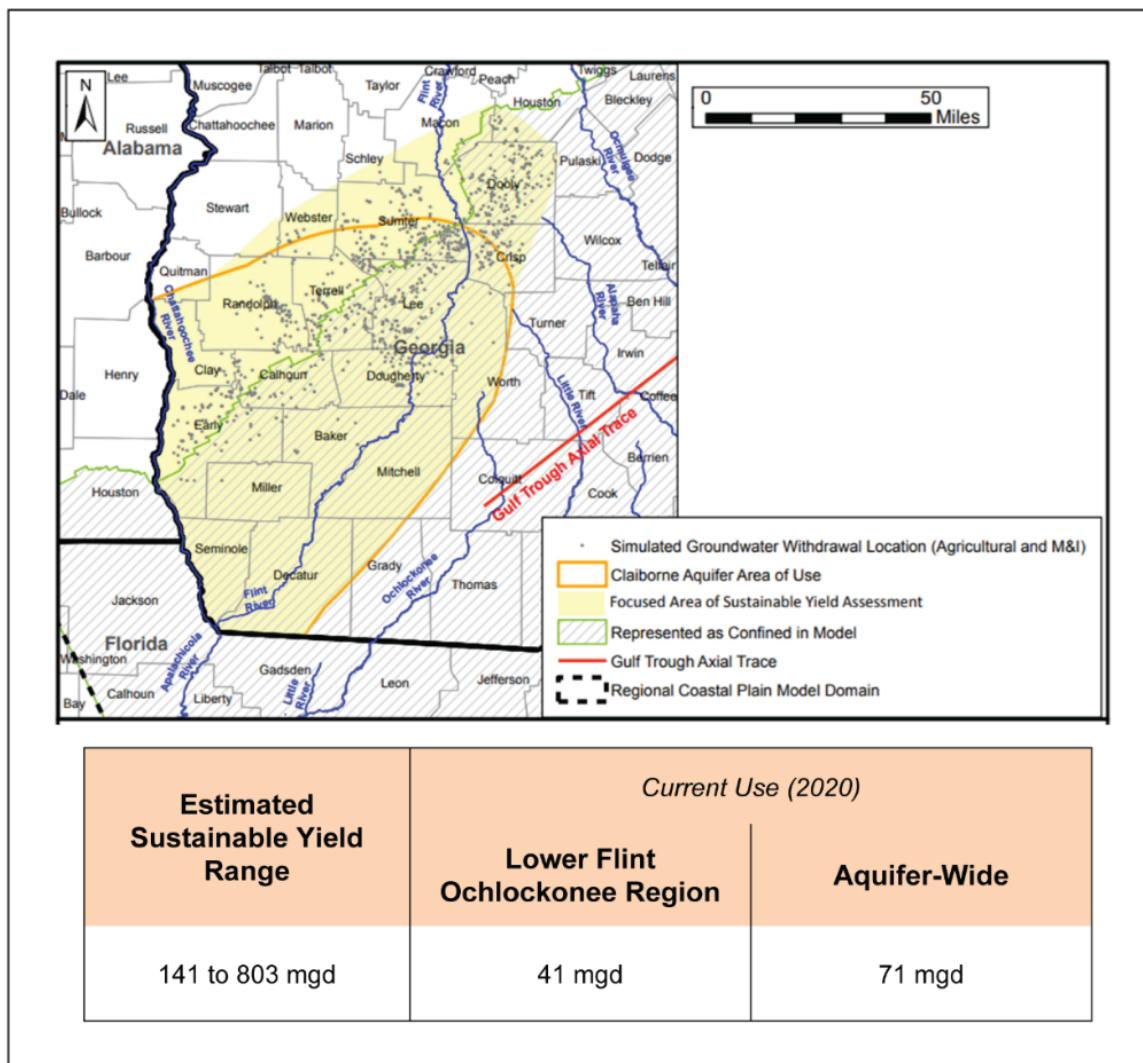 N
Lee
Talbot
Talbot
Crawford
Peach
Twiggs
Laurens
Muscogee
Taylor
Houston
Bleckley
Flint
River
Macon
Russell
Chattahoochee
Marion
Alabama
Schley
Ocmulgee
River
Dodge
Pulaski
Dooly
Bullock
Stewart
Webster
Sumter
Barbour
Wilcox
Crisp
Telfair
Quitman
Chattahoochee
River
Randolph
Terrell
Lee
Alapaha
River
Ben Hill
Turner
Georgia
Irwin
Henry
Clay
Calhoun
Dougherty
Worth
Dale
Little River
Tift
Coffee
Early
Baker
Gulf Trough Axial Trace
Berrien
Mitchell
Colquitt
Houston
Miller
Cook
Seminole
Decatur
Grady
Ochlockonee
River
Thomas
Flint
River
Jackson
Florida
Washington
Apalachicola
River
Gadsden
Little
River
Leon
Jefferson
Calhoun
Liberty
Bay
0 50
Miles
Simulated Groundwater Withdrawal Location (Agricultural and M&I)
Claiborne Aquifer Area of Use
Focused Area of Sustainable Yield Assessment
Represented as Confined in Model
Gulf Trough Axial Trace
Regional Coastal Plain Model Domain
Estimated
Sustainable Yield
Range
Current Use (2020)
Lower Flint
Ochlockonee Region
Aquifer-Wide
141 to 803 mgd
41 mgd
71 mgd